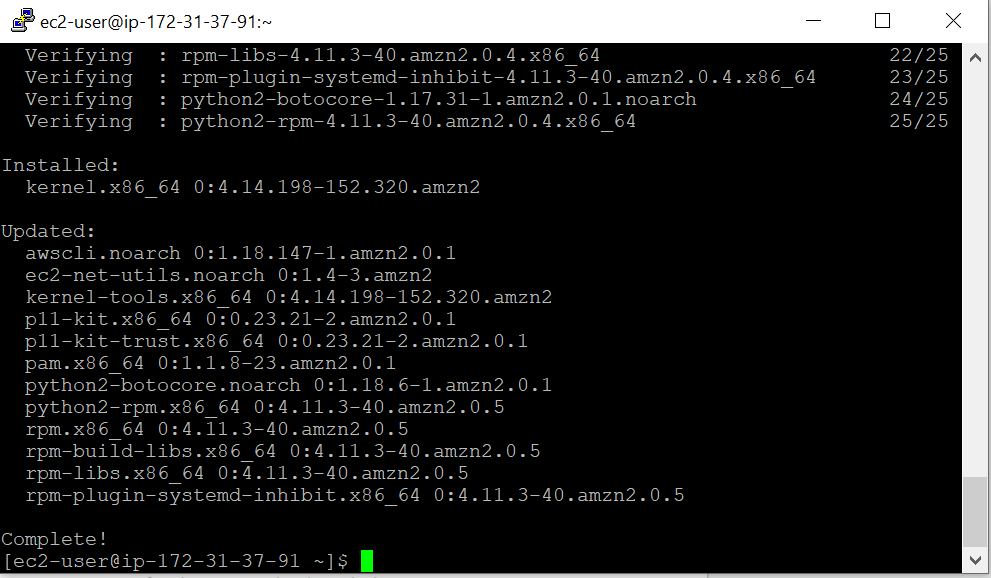 ec2-user@ip-172-31-37-91:~
Verifying : rpm-libs-4.11.3-40.amzn2.0.4.x86_64 22/25
Verifying : rpm-plugin-systemd-inhibit-4.11.3-40.amzn2.0.4.x86_64 23/25
Verifying : python2-botocore-1.17.31-1.amzn2.0.1.noarch 24/25
Verifying : python2-rpm-4.11.3-40.amzn2.0.4.x86_64 25/25
Installed:
kernel.x86_64 0:4.14.198-152.320.amzn2
Updated:
awscli.noarch 0:1.18.147-1.amzn2.0.1
ec2-net-utils.noarch 0:1.4-3.amzn2
kernel-tools.x86_64 0:4.14.198-152.320.amzn2
p11-kit.x86_64 0:0.23.21-2.amzn2.0.1
p11-kit-trust.x86_64 0:0.23.21-2.amzn2.0.1
pam.x86_64 0:1.1.8-23.amzn2.0.1
python2-botocore.noarch 0:1.18.6-1.amzn2.0.1
python2-rpm.x86_64 0:4.11.3-40.amzn2.0.5
rpm.x86_64 0:4.11.3-40.amzn2.0.5
rpm-build-libs.x86_64 0:4.11.3-40.amzn2.0.5
rpm-libs.x86_64 0:4.11.3-40.amzn2.0.5
rpm-plugin-systemd-inhibit.x86_64 0:4.11.3-40.amzn2.0.5
Complete!
[ec2-user@ip-172-31-37-91 ~]$